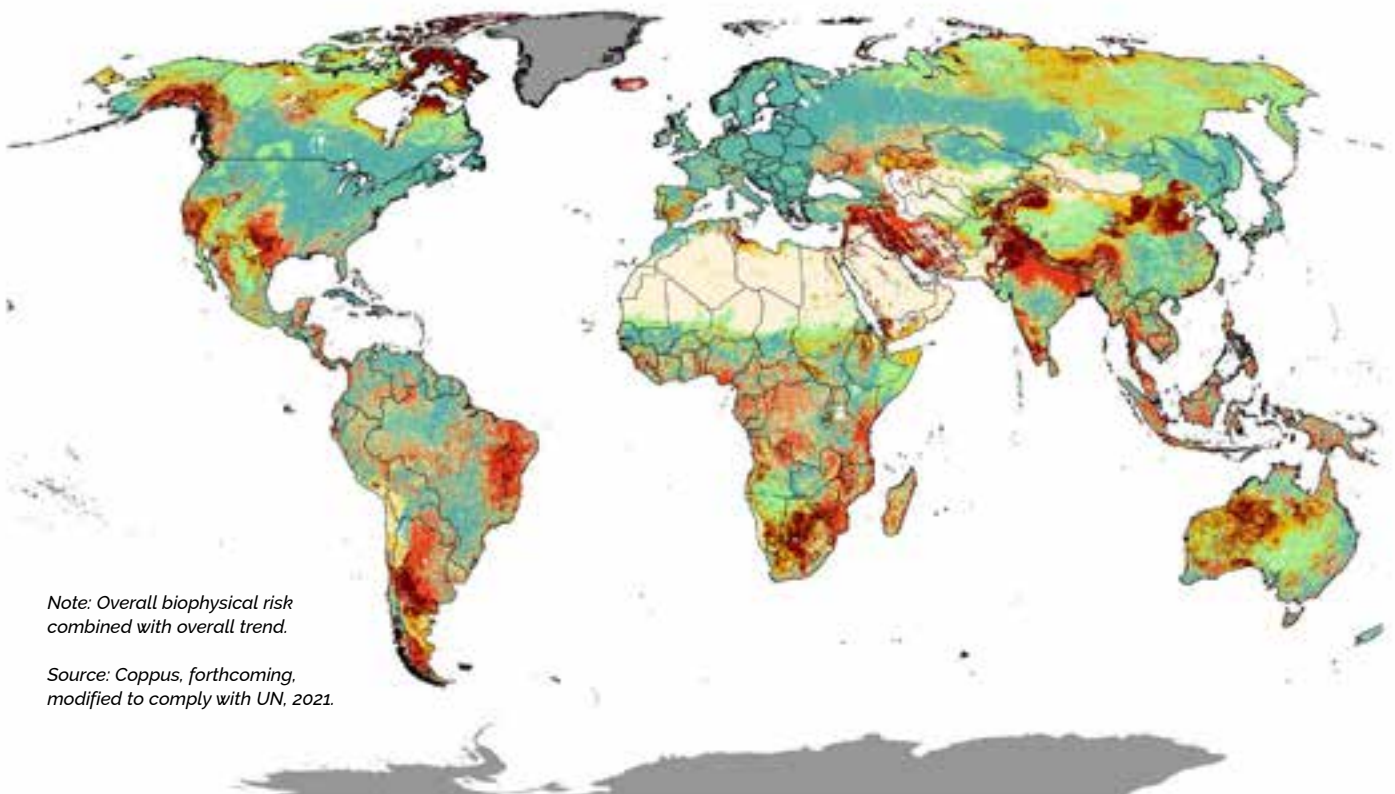 Note: Overall biophysical risk
combined with overall trend.
Source: Coppus, forthcoming,
modified to comply with UN, 2021.